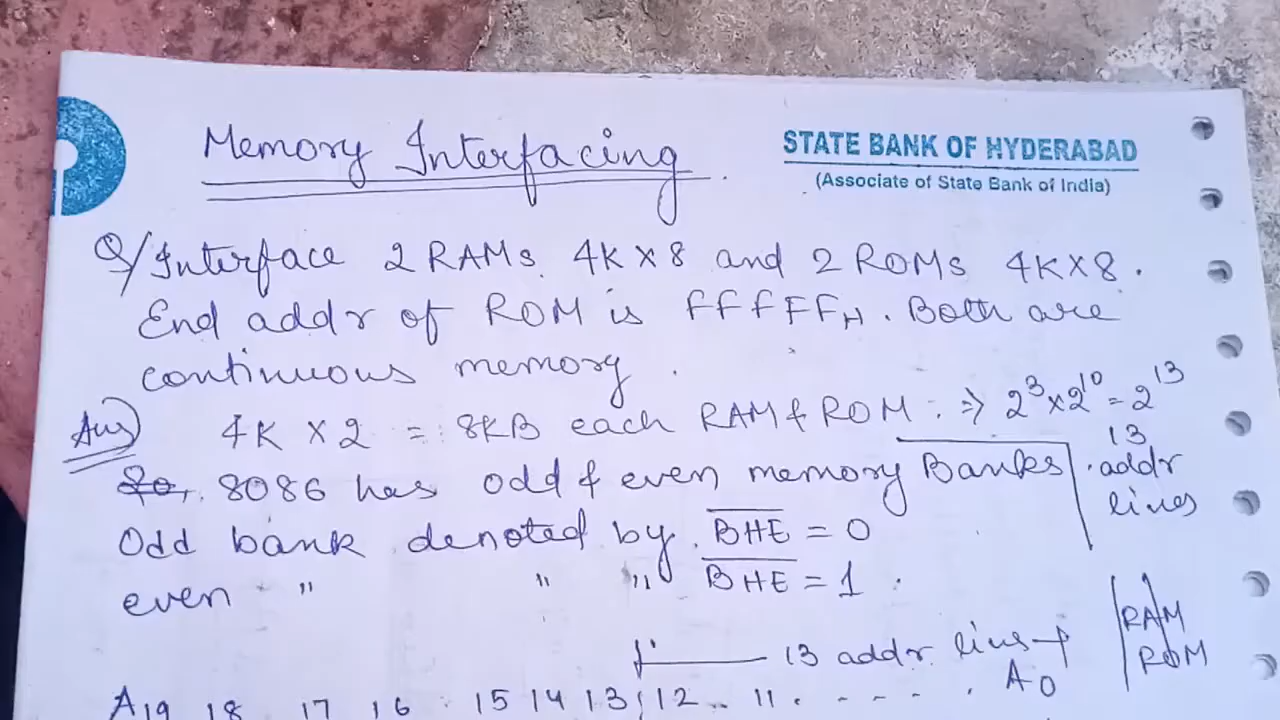 Memory Interfacing
STATE BANK OF HYDERABAD
(Associate of State Bank of India)
Q/ Interface 2 RAMs 4K X 8 and 2 ROMs 4K X 8.
End addr of ROM is FFFFFH. Both are
continuous memory.
Ans) 4K X 2 = 8KB each RAM & ROM. ⇒ 2³ x 2¹⁰ = 2¹³
13 addr lines
So, 8086 has odd & even memory Banks
Odd bank denoted by B̅H̅E̅ = 0
even " " " B̅H̅E̅ = 1.
13 addr lines
RAM
ROM
A19 18 17 16 15 14 13 12 .. 11 . - - - . A0